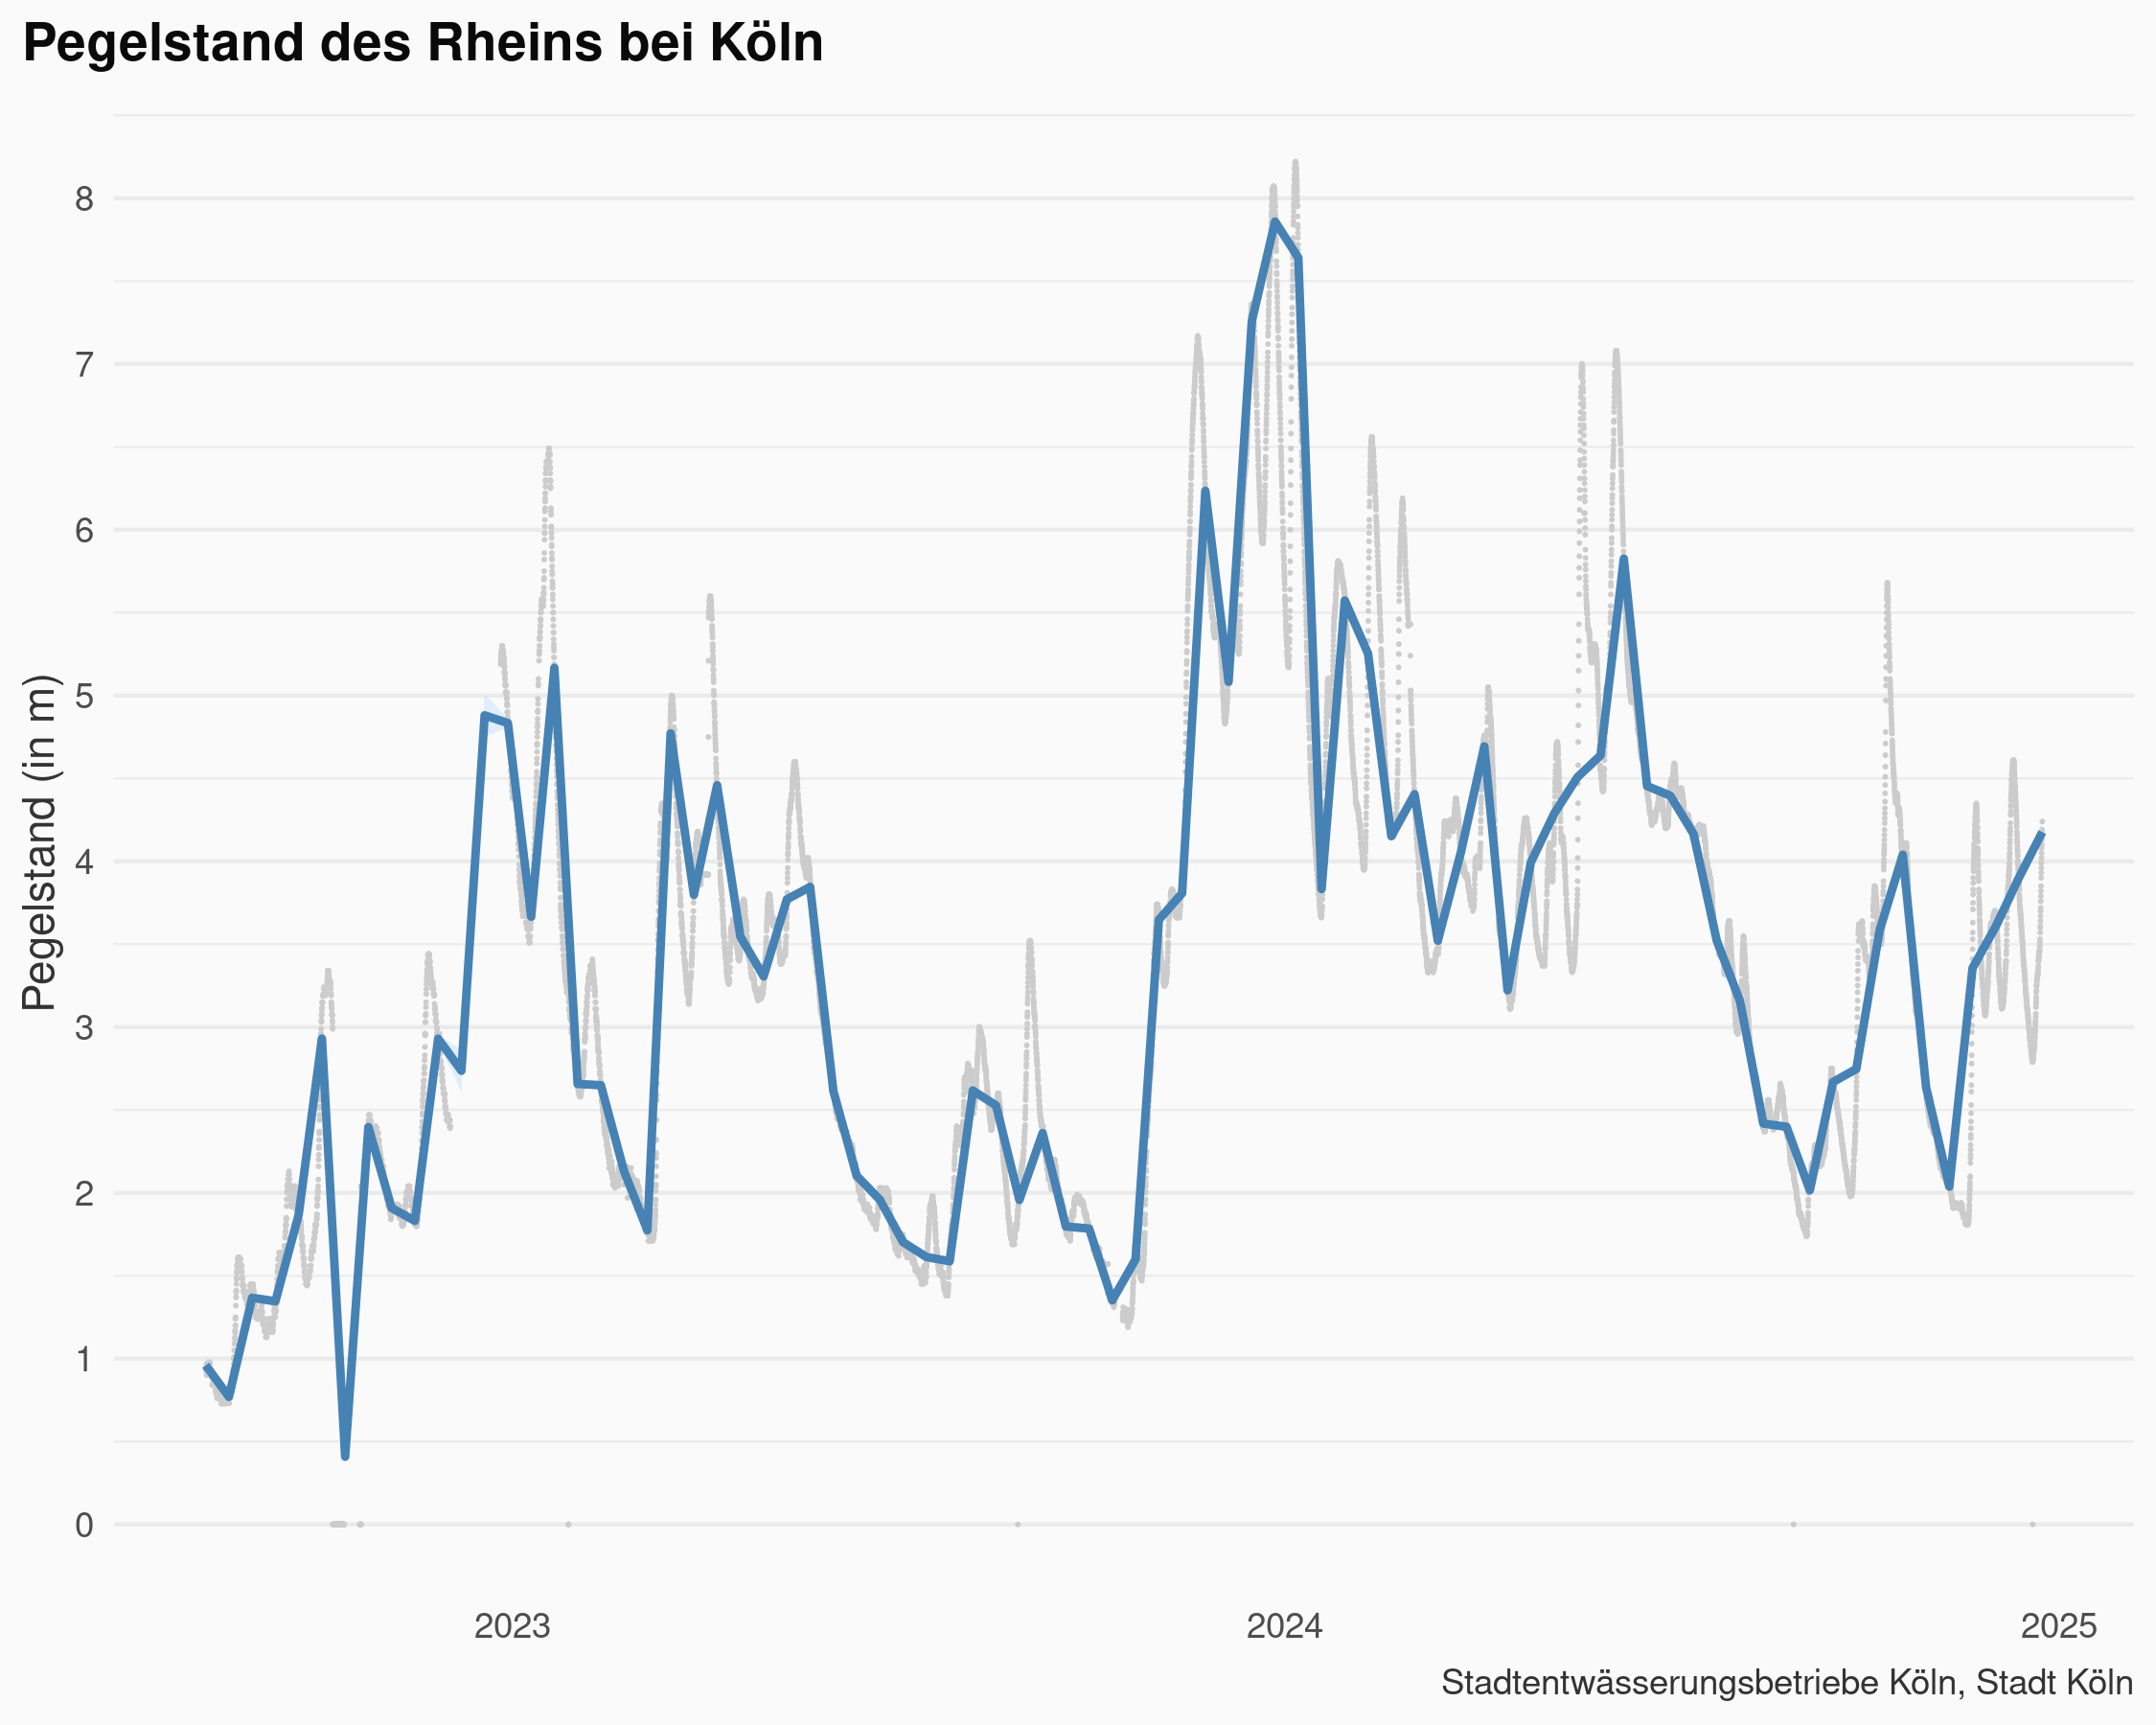 Pegelstand des Rheins bei Köln
Pegelstand (in m)
8
7
6
5
4
3
2
1
0
2023 2024 2025
Stadtentwässerungsbetriebe Köln, Stadt Köln